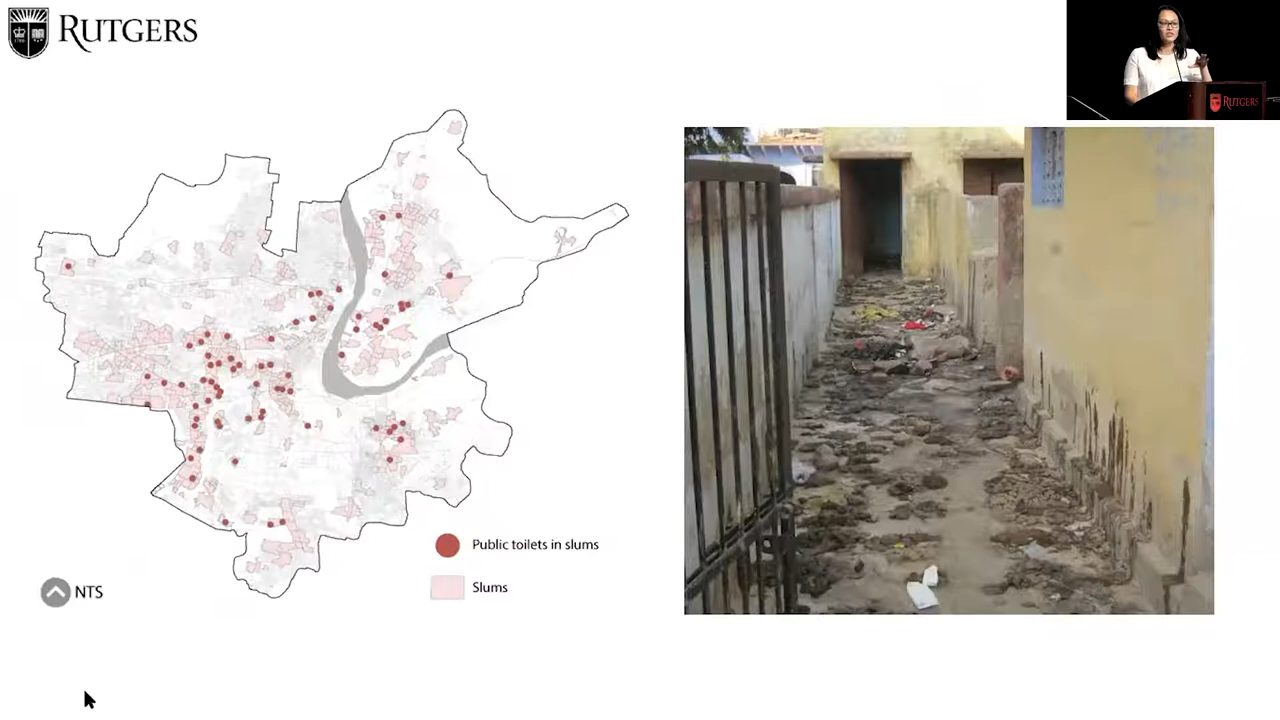 RUTGERS
RUTGERS
Public toilets in slums
Slums
NTS